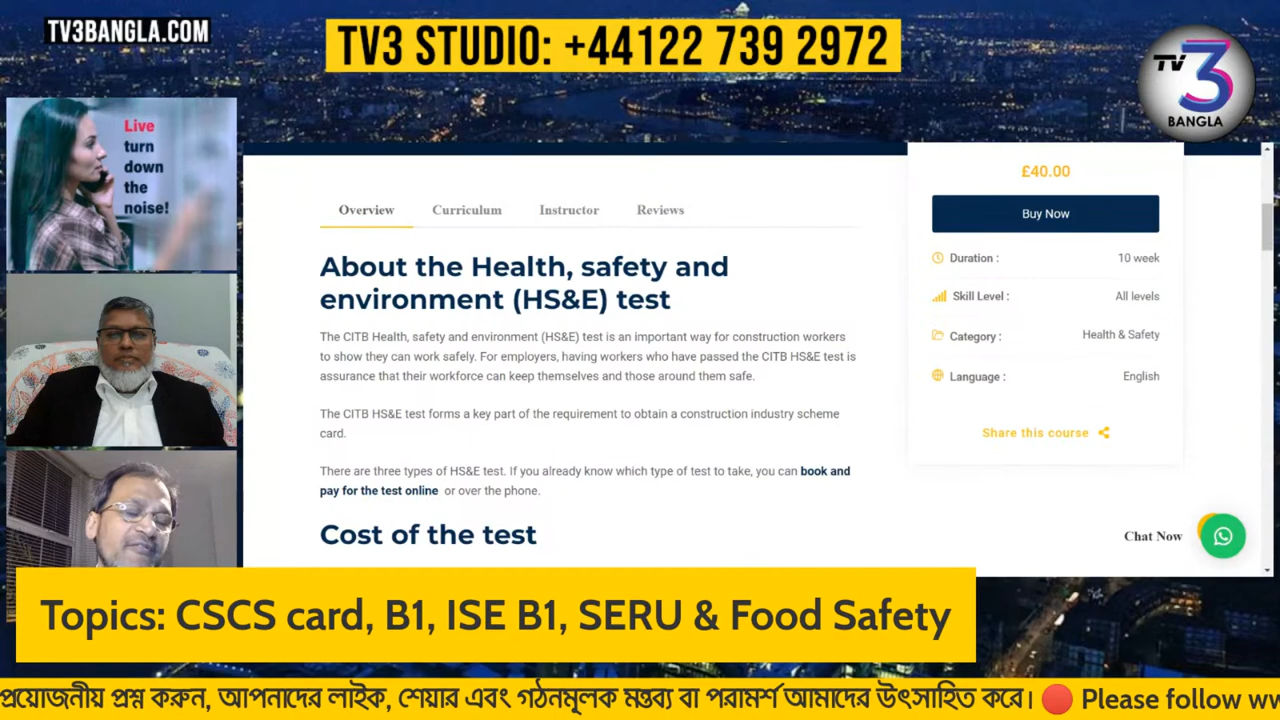 TV3BANGLA.COM
TV3 STUDIO: +44122 739 2972
TV3
BANGLA
Live
turn
down
the
noise!
£40.00
Buy Now
Overview Curriculum Instructor Reviews
Duration : 10 week
Skill Level : All levels
Category : Health & Safety
Language : English
Share this course
About the Health, safety and
environment (HS&E) test
The CITB Health, safety and environment (HS&E) test is an important way for construction workers
to show they can work safely. For employers, having workers who have passed the CITB HS&E test is
assurance that their workforce can keep themselves and those around them safe.
The CITB HS&E test forms a key part of the requirement to obtain a construction industry scheme
card.
There are three types of HS&E test. If you already know which type of test to take, you can book and
pay for the test online or over the phone.
Cost of the test
Chat Now
Topics: CSCS card, B1, ISE B1, SERU & Food Safety
প্রয়োজনীয় প্রশ্ন করুন, আপনাদের লাইক, শেয়ার এবং গঠনমূলক মন্তব্য বা পরামর্শ আমাদের উৎসাহিত করে। 🔴 Please follow ww